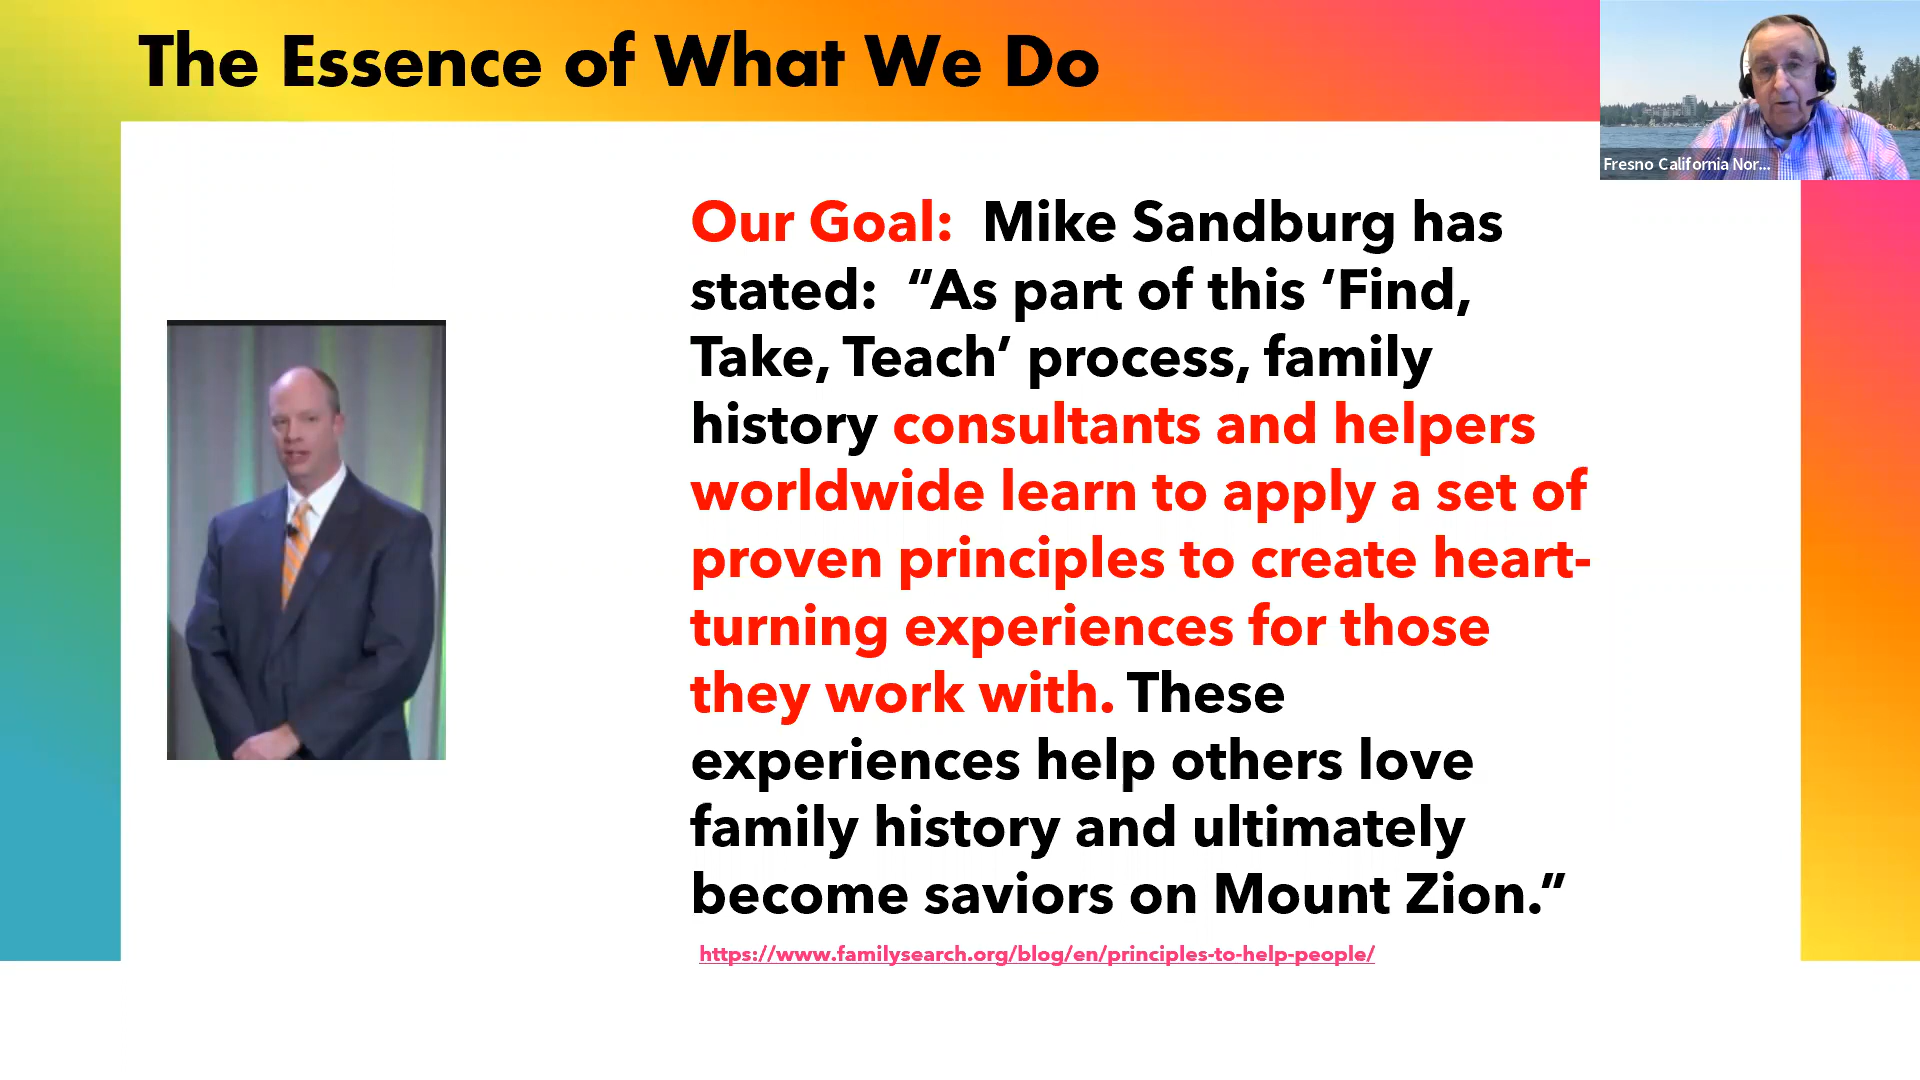 The Essence of What We Do
Fresno California Nor...
Our Goal:  Mike Sandburg has
stated:  “As part of this ‘Find,
Take, Teach’ process, family
history consultants and helpers
worldwide learn to apply a set of
proven principles to create heart-
turning experiences for those
they work with. These
experiences help others love
family history and ultimately
become saviors on Mount Zion.”
https://www.familysearch.org/blog/en/principles-to-help-people/